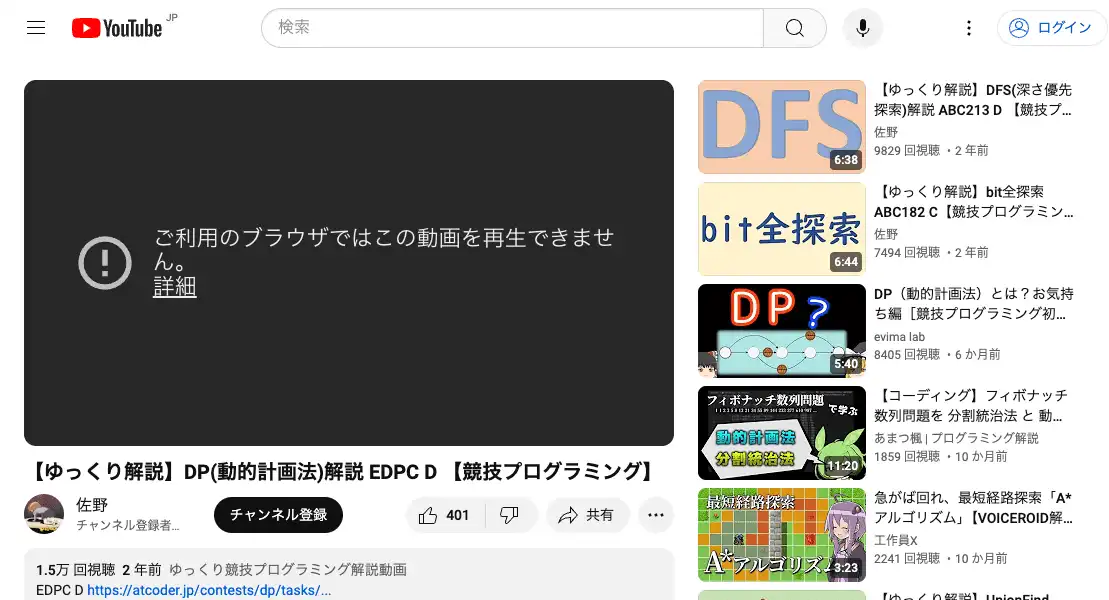 YouTube JP
検索
ログイン
ご利用のブラウザではこの動画を再生できませ
ん。
詳細
【ゆっくり解説】DP(動的計画法)解説 EDPC D 【競技プログラミング】
佐野
チャンネル登録者...
チャンネル登録
401
共有
1.5万 回視聴 2 年前 ゆっくり競技プログラミング解説動画
EDPC D https://atcoder.jp/contests/dp/tasks/...
DFS
6:38
【ゆっくり解説】DFS(深さ優先
探索)解説 ABC213 D 【競技プ...
佐野
9829 回視聴 ・2 年前
bit全探索
6:44
【ゆっくり解説】bit全探索
ABC182 C【競技プログラミン...
佐野
7494 回視聴 ・2 年前
DP?
5:40
DP（動的計画法）とは？お気持
ち編［競技プログラミング初...
evima lab
8405 回視聴 ・6 か月前
フィボナッチ数列問題
で学ぶ
動的計画法
分割統治法
11:20
【コーディング】フィボナッチ
数列問題を 分割統治法 と 動...
あまつ楓 | プログラミング解説
1859 回視聴 ・10 か月前
最短経路探索
A*アルゴリズム
3:23
急がば回れ、最短経路探索「A*
アルゴリズム」【VOICEROID解...
工作員X
2241 回視聴 ・10 か月前
【ゆっくり解説】UnionFind